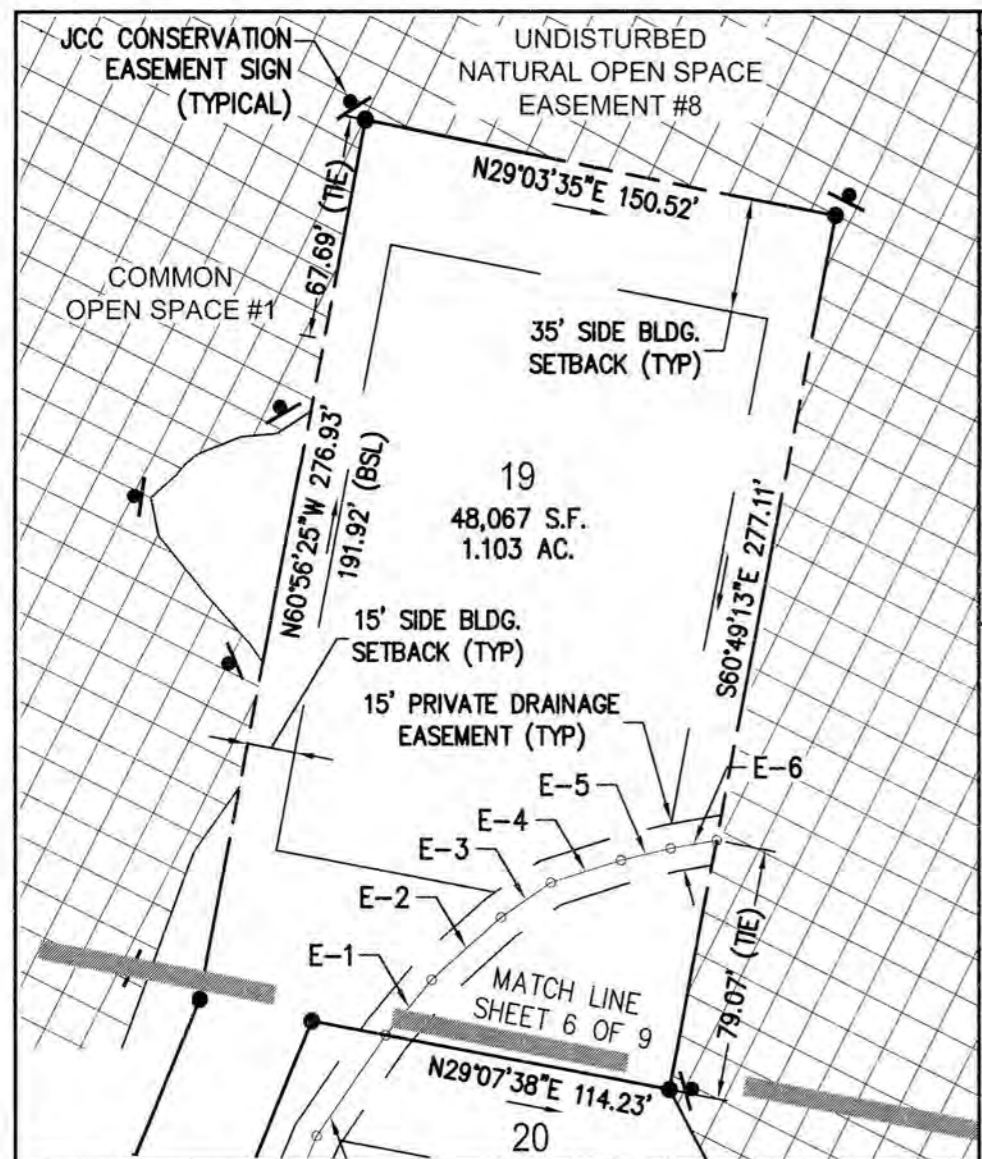 JCC CONSERVATION
EASEMENT SIGN
(TYPICAL)
UNDISTURBED
NATURAL OPEN SPACE
EASEMENT #8
N29°03'35"E 150.52'
67.69' (TIE)
COMMON
OPEN SPACE #1
35' SIDE BLDG.
SETBACK (TYP)
N60°56'25"W 276.93'
191.92' (BSL)
19
48,067 S.F.
1.103 AC.
S60°49'13"E 277.11'
15' SIDE BLDG.
SETBACK (TYP)
15' PRIVATE DRAINAGE
EASEMENT (TYP)
E-6
E-5
E-4
E-3
E-2
E-1
MATCH LINE
SHEET 6 OF 9
79.07" (TIE)
N29°07'38"E 114.23'
20